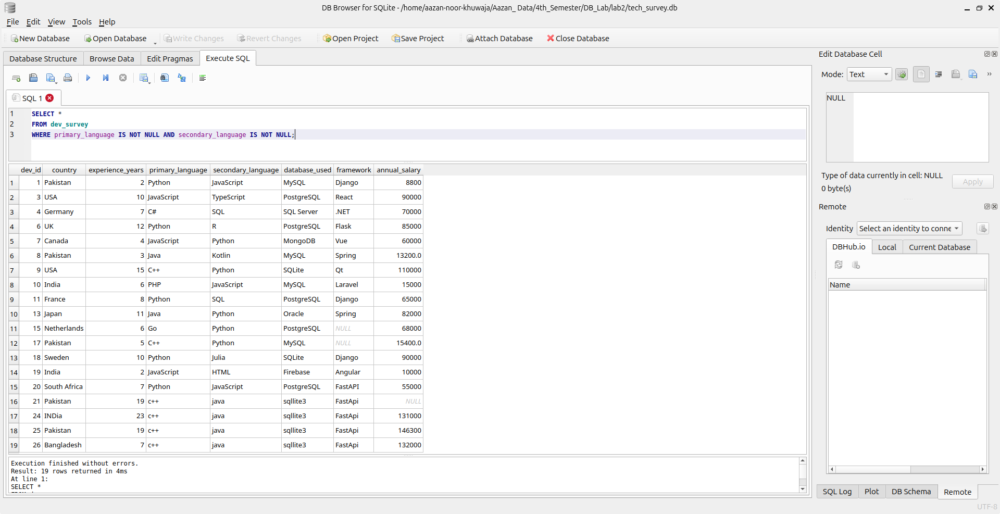 DB Browser for SQLite - /home/aazan-noor-khuwaja/Aazan_ Data/4th_Semester/DB_Lab/lab2/tech_survey.db
File Edit View Tools Help
New Database Open Database Write Changes Revert Changes Open Project Save Project Attach Database Close Database
Database Structure Browse Data Edit Pragmas Execute SQL
SQL 1
1 SELECT *
2 FROM dev_survey
3 WHERE primary_language IS NOT NULL AND secondary_language IS NOT NULL;
dev_id country experience_years primary_language secondary_language database_used framework annual_salary
1 1 Pakistan 2 Python JavaScript MySQL Django 8800
2 3 USA 10 JavaScript TypeScript PostgreSQL React 90000
3 4 Germany 7 C# SQL SQL Server .NET 70000
4 6 UK 12 Python R PostgreSQL Flask 85000
5 7 Canada 4 JavaScript Python MongoDB Vue 60000
6 8 Pakistan 3 Java Kotlin MySQL Spring 13200.0
7 9 USA 15 C++ Python SQLite Qt 110000
8 10 India 6 PHP JavaScript MySQL Laravel 15000
9 11 France 8 Python SQL PostgreSQL Django 65000
10 13 Japan 11 Java Python Oracle Spring 82000
11 15 Netherlands 6 Go Python PostgreSQL NULL 68000
12 17 Pakistan 5 C++ Python MySQL NULL 15400.0
13 18 Sweden 10 Python Julia SQLite Django 90000
14 19 India 2 JavaScript HTML Firebase Angular 10000
15 20 South Africa 7 Python JavaScript PostgreSQL FastAPI 55000
16 21 Pakistan 19 c++ java sqllite3 FastApi NULL
17 24 INDia 23 c++ java sqllite3 FastApi 131000
18 25 Pakistan 19 c++ java sqllite3 FastApi 146300
19 26 Bangladesh 7 c++ java sqllite3 FastApi 132000
Execution finished without errors.
Result: 19 rows returned in 4ms
At line 1:
SELECT *
Edit Database Cell
Mode: Text
NULL
Type of data currently in cell: NULL
0 byte(s)
Apply
Remote
Identity Select an identity to conne
DBHub.io Local Current Database
Name
SQL Log Plot DB Schema Remote
UTF-8